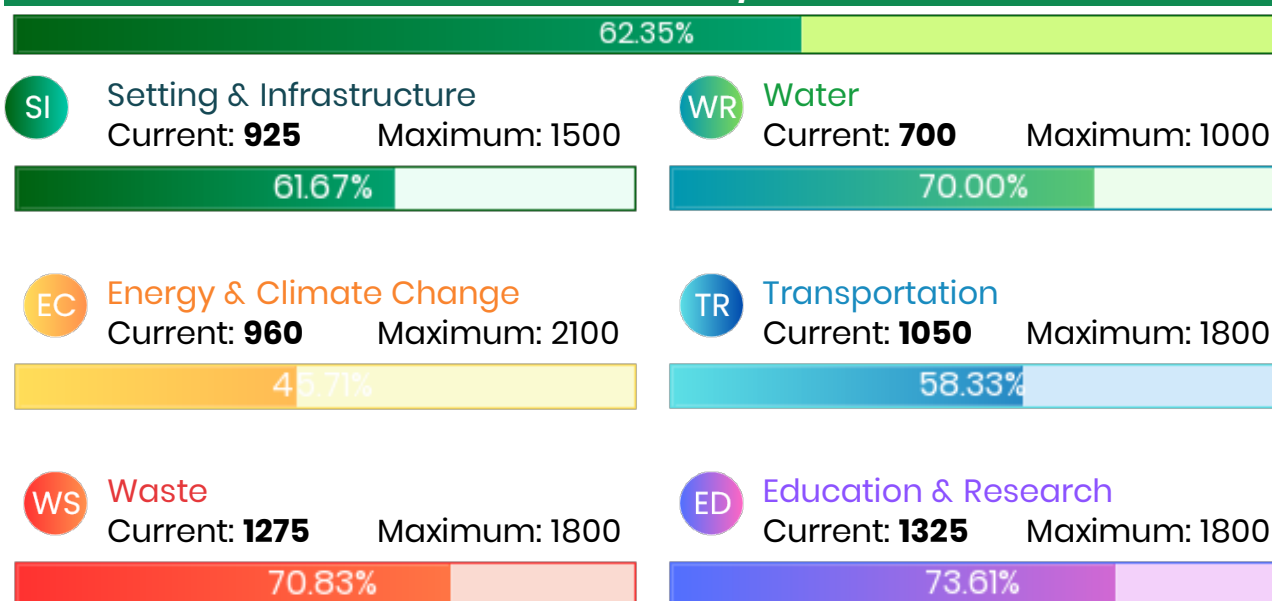 62.35%
SI
Setting & Infrastructure
Current: 925 Maximum: 1500
61.67%
WR
Water
Current: 700 Maximum: 1000
70.00%
EC
Energy & Climate Change
Current: 960 Maximum: 2100
45.71%
TR
Transportation
Current: 1050 Maximum: 1800
58.33%
WS
Waste
Current: 1275 Maximum: 1800
70.83%
ED
Education & Research
Current: 1325 Maximum: 1800
73.61%